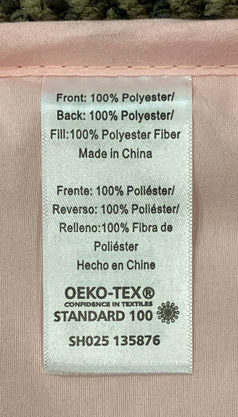 Front: 100% Polyester/
Back: 100% Polyester/
Fill:100% Polyester Fiber
Made in China
Frente: 100% Poliéster/
Reverso: 100% Poliéster/
Relleno:100% Fibra de
Poliéster
Hecho en Chine
OEKO-TEX®
CONFIDENCE IN TEXTILES
STANDARD 100
SH025 135876